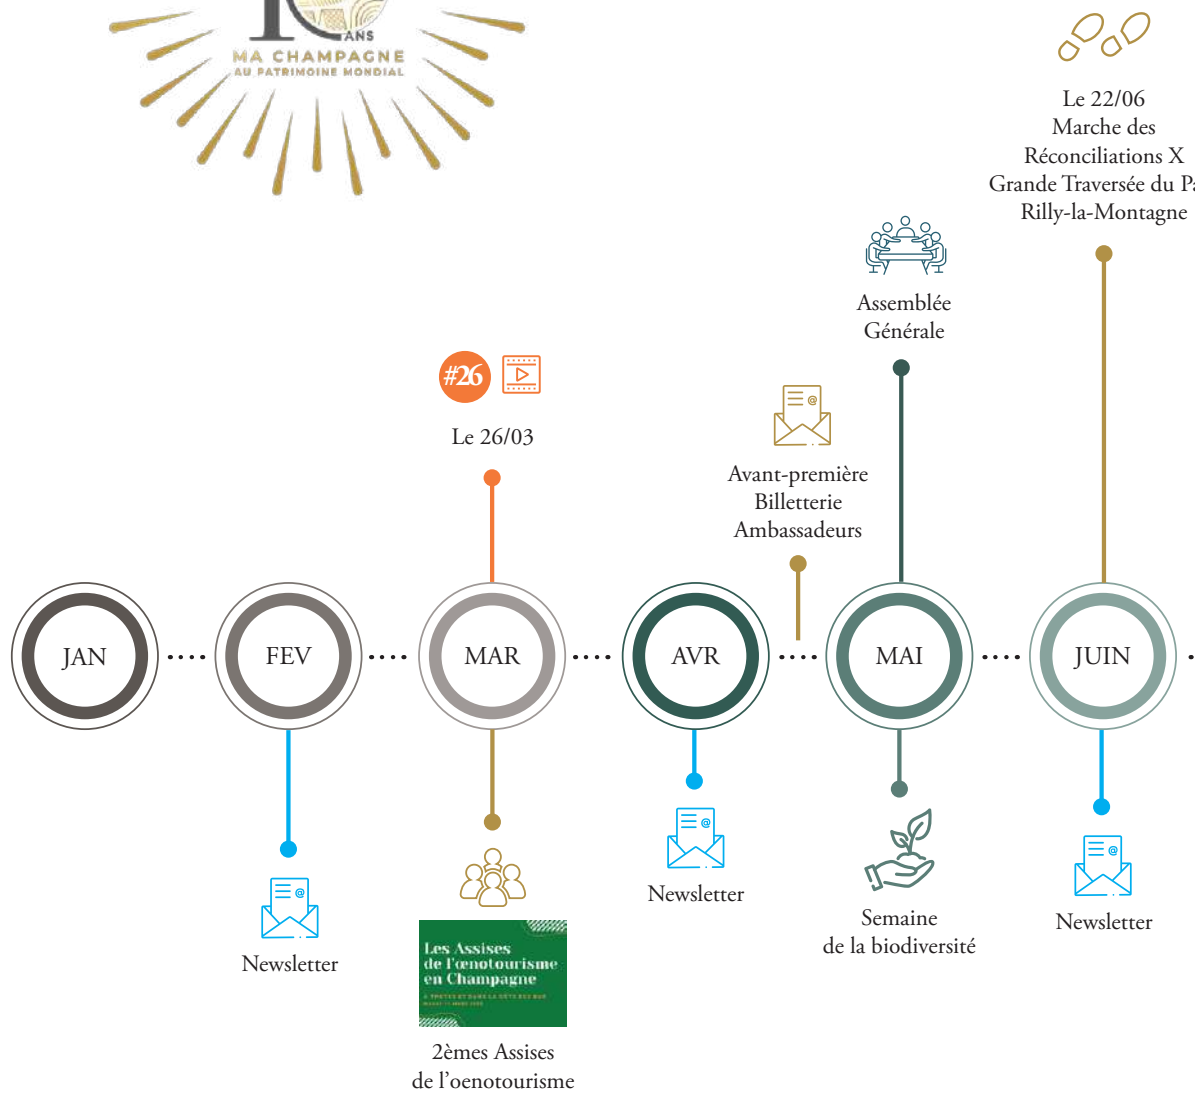 ANS
MA CHAMPAGNE
AU PATRIMOINE MONDIAL
Le 22/06
Marche des
Réconciliations X
Grande Traversée du Pa
Rilly-la-Montagne
Assemblée
Générale
#26
Le 26/03
Avant-première
Billetterie
Ambassadeurs
JAN
FEV
MAR
AVR
MAI
JUIN
Newsletter
Les Assises
de l'œnotourisme
en Champagne
2èmes Assises
de l'oenotourisme
Newsletter
Semaine
de la biodiversité
Newsletter